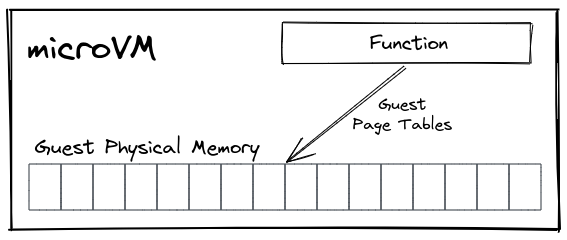 microVM
Function
Guest
Page Tables
Guest Physical Memory